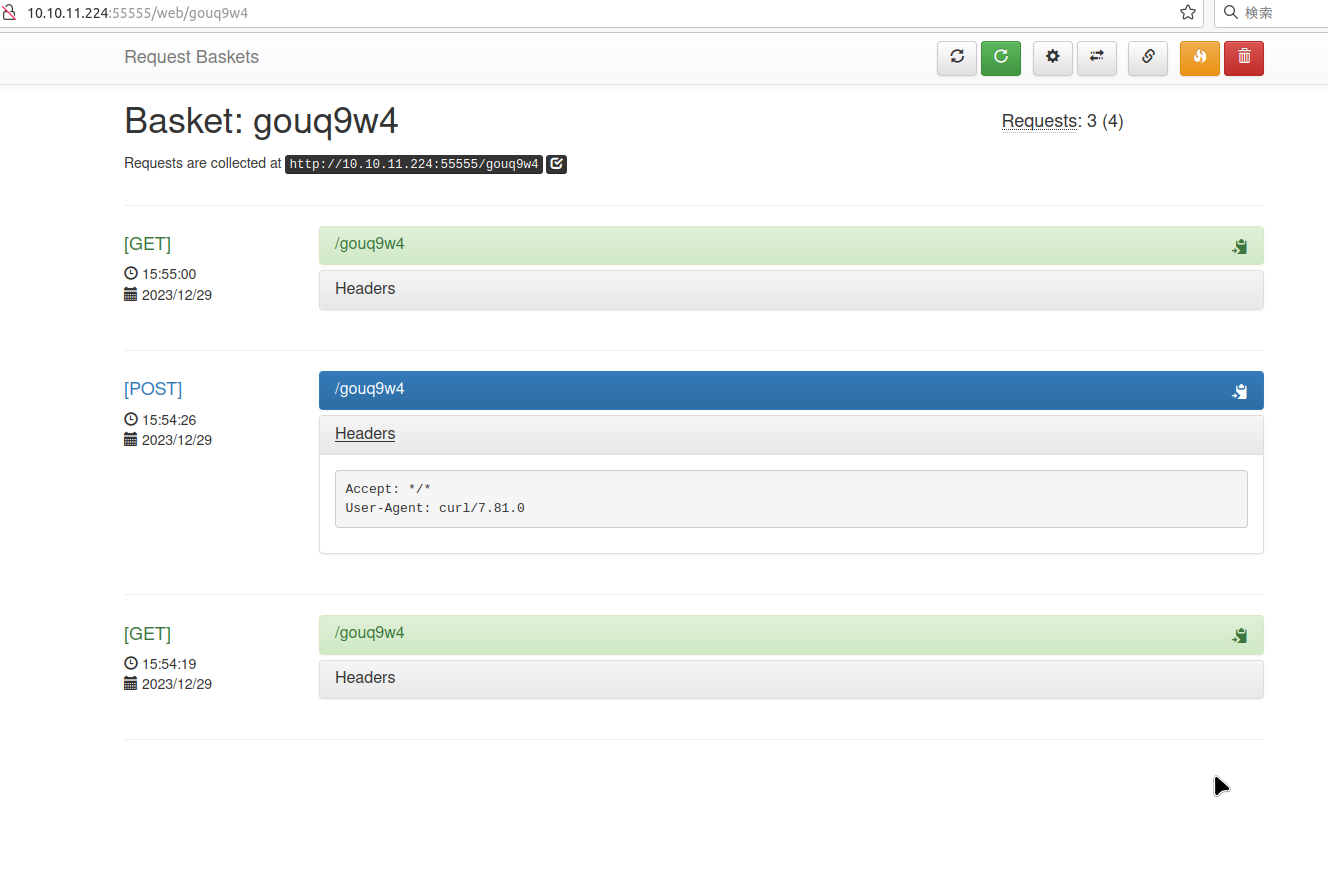 10.10.11.224:55555/web/gouq9w4
検索
Request Baskets
Basket: gouq9w4
Requests: 3 (4)
Requests are collected at http://10.10.11.224:55555/gouq9w4
[GET]
/gouq9w4
15:55:00
2023/12/29
Headers
[POST]
/gouq9w4
15:54:26
2023/12/29
Headers
Accept: */*
User-Agent: curl/7.81.0
[GET]
/gouq9w4
15:54:19
2023/12/29
Headers